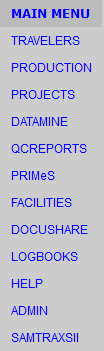 MAIN MENU
TRAVELERS
PRODUCTION
PROJECTS
DATAMINE
QCREPORTS
PRIMeS
FACILITIES
DOCUSHARE
LOGBOOKS
HELP
ADMIN
SAMTRAXSII